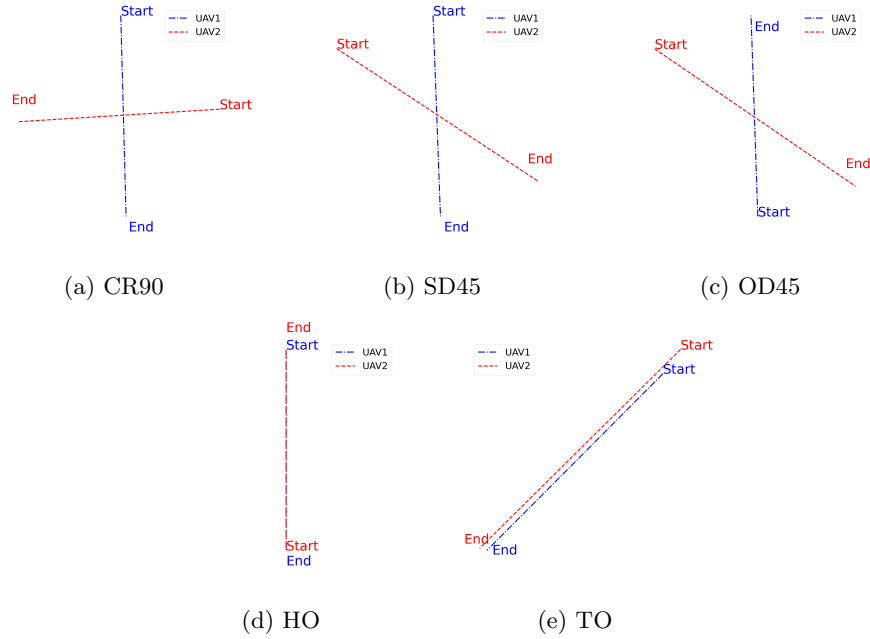 Start
UAV1
UAV2
End
Start
End
(a) CR90
Start
UAV1
UAV2
Start
End
End
(b) SD45
UAV1
UAV2
End
Start
End
Start
(c) OD45
End
Start
UAV1
UAV2
Start
End
(d) HO
UAV1
UAV2
Start
Start
End
End
(e) TO